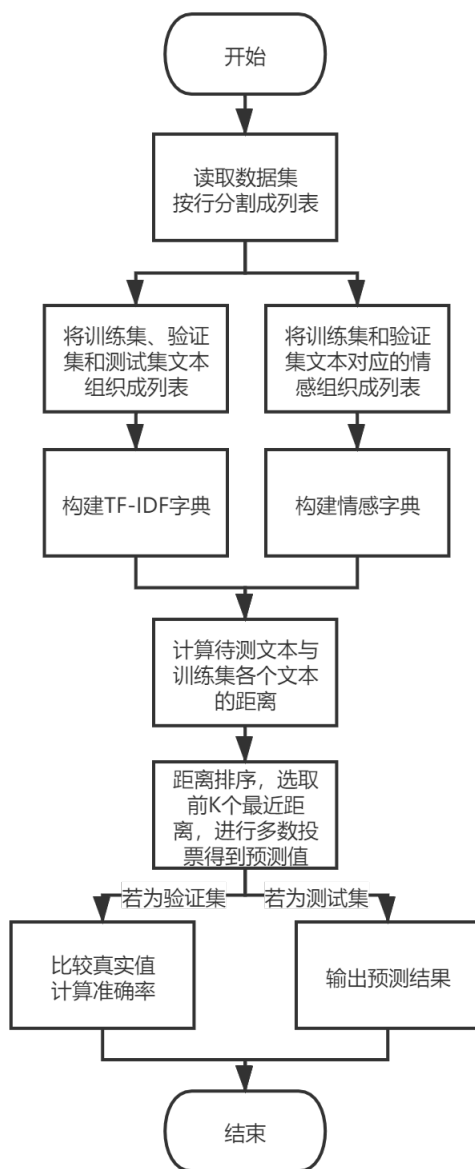 开始
读取数据集
按行分割成列表
将训练集、验证
集和测试集文本
组织成列表
将训练集和验证
集文本对应的情
感组织成列表
构建TF-IDF字典
构建情感字典
计算待测文本与
训练集各个文本
的距离
距离排序，选取
前K个最近距
离，进行多数投
票得到预测值
若为验证集
若为测试集
比较真实值
计算准确率
输出预测结果
结束